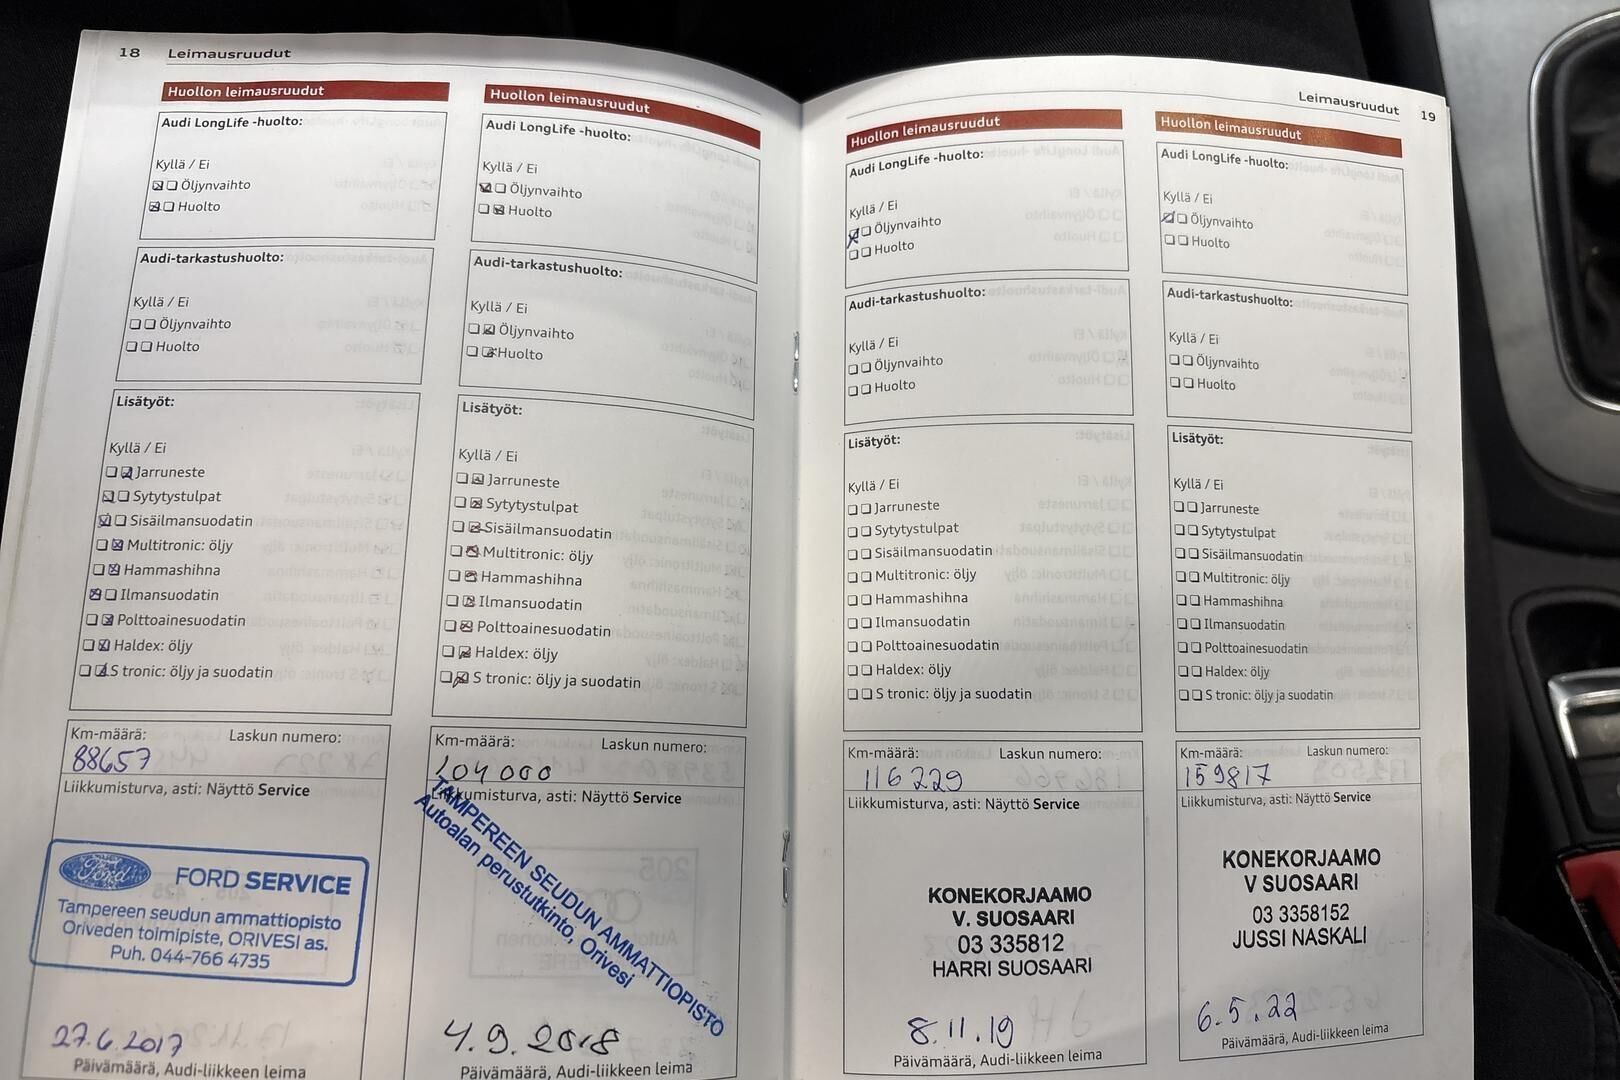 18 Leimausruudut
Huollon leimausruudut
Audi LongLife -huolto:
Kyllä / Ei
Öljynvaihto
Huolto
Audi-tarkastushuolto:
Kyllä / Ei
Öljynvaihto
Huolto
Lisätyöt:
Kyllä / Ei
Jarruneste
Sytytystulpat
Sisäilmansuodatin
Multitronic: öljy
Hammashihna
Ilmansuodatin
Polttoainesuodatin
Haldex: öljy
S tronic: öljy ja suodatin
Km-määrä: Laskun numero:
88657
Liikkumisturva, asti: Näyttö Service
Ford FORD SERVICE
Tampereen seudun ammattiopisto
Oriveden toimipiste, ORIVESI as.
Puh. 044-766 4735
27.6.2017
Päivämäärä, Audi-liikkeen leima
Huollon leimausruudut
Audi LongLife -huolto:
Kyllä / Ei
Öljynvaihto
Huolto
Audi-tarkastushuolto:
Kyllä / Ei
Öljynvaihto
Huolto
Lisätyöt:
Kyllä / Ei
Jarruneste
Sytytystulpat
Sisäilmansuodatin
Multitronic: öljy
Hammashihna
Ilmansuodatin
Polttoainesuodatin
Haldex: öljy
S tronic: öljy ja suodatin
Km-määrä: Laskun numero:
104 000
Liikkumisturva, asti: Näyttö Service
TAMPEREEN SEUDUN AMMATTIOPISTO
Autoalan perustutkinto, Orivesi
4.9.2018
Päivämäärä, Audi-liikkeen leima
Leimausruudut 19
Huollon leimausruudut
Audi LongLife -huolto:
Kyllä / Ei
Öljynvaihto
Huolto
Audi-tarkastushuolto:
Kyllä / Ei
Öljynvaihto
Huolto
Lisätyöt:
Kyllä / Ei
Jarruneste
Sytytystulpat
Sisäilmansuodatin
Multitronic: öljy
Hammashihna
Ilmansuodatin
Polttoainesuodatin
Haldex: öljy
S tronic: öljy ja suodatin
Km-määrä: Laskun numero:
116 229
Liikkumisturva, asti: Näyttö Service
KONEKORJAAMO
V. SUOSAARI
03 335812
HARRI SUOSAARI
8.11.19
Päivämäärä, Audi-liikkeen leima
Huollon leimausruudut
Audi LongLife -huolto:
Kyllä / Ei
Öljynvaihto
Huolto
Audi-tarkastushuolto:
Kyllä / Ei
Öljynvaihto
Huolto
Lisätyöt:
Kyllä / Ei
Jarruneste
Sytytystulpat
Sisäilmansuodatin
Multitronic: öljy
Hammashihna
Ilmansuodatin
Polttoainesuodatin
Haldex: öljy
S tronic: öljy ja suodatin
Km-määrä: Laskun numero:
159817
Liikkumisturva, asti: Näyttö Service
KONEKORJAAMO
V SUOSAARI
03 3358152
JUSSI NASKALI
6.5.22
Päivämäärä, Audi-liikkeen leima